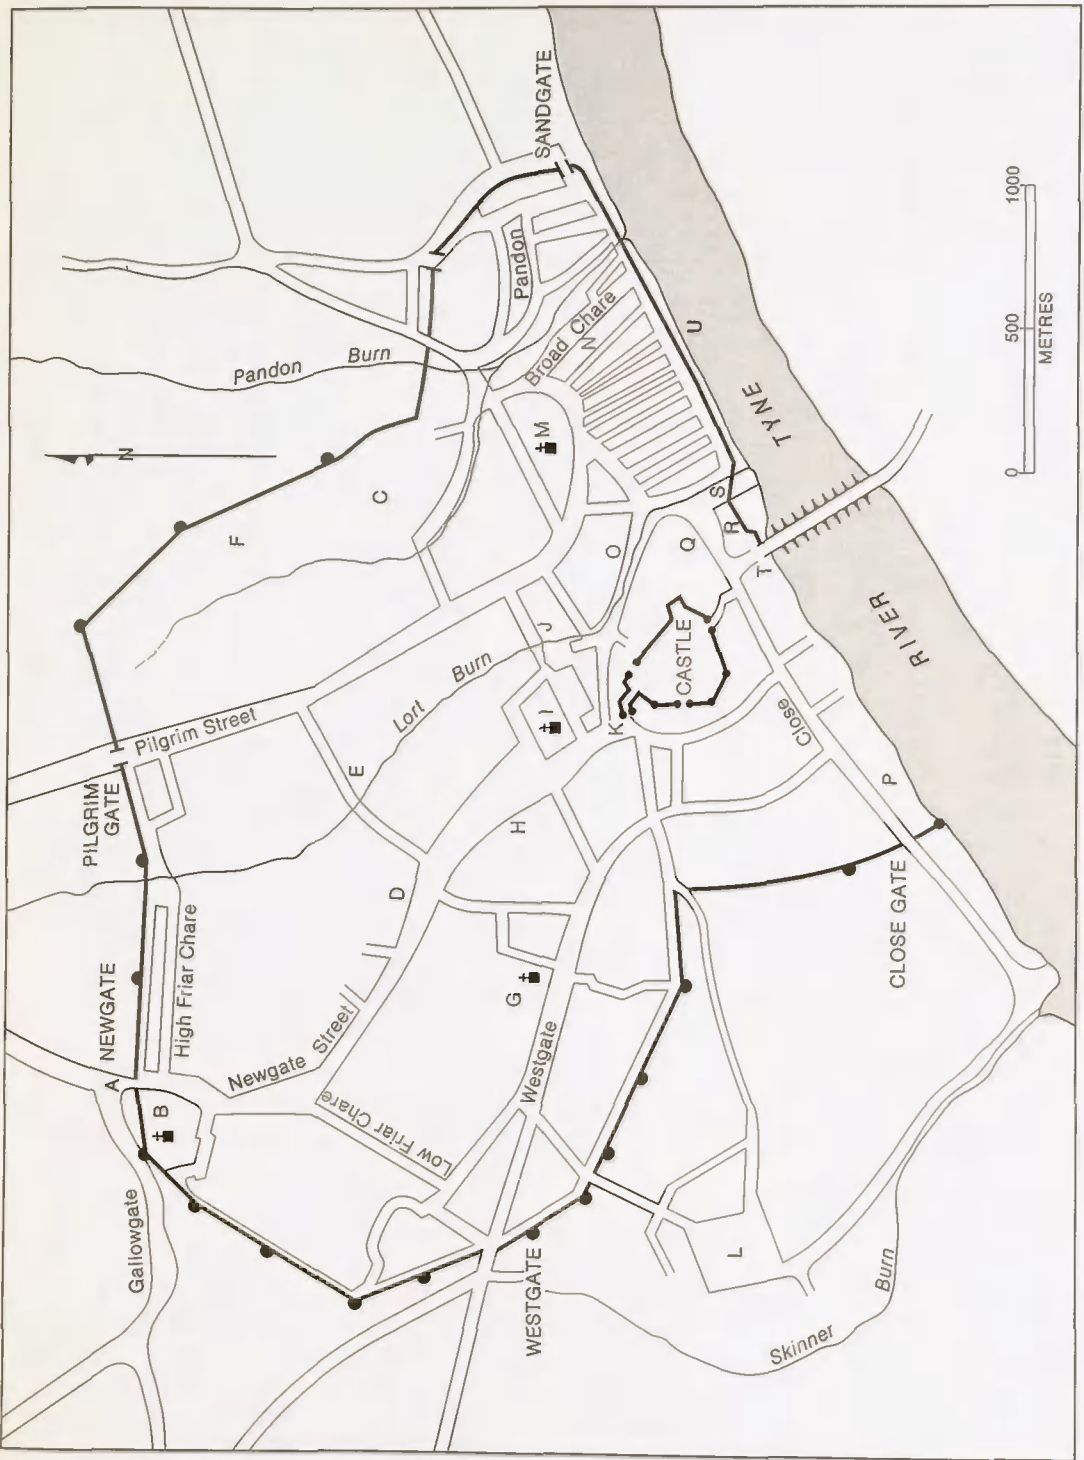 Gallowgate
A
NEWGATE
B
High Friar Chare
PILGRIM
GATE
Pilgrim Street
F
N
Pandon
Burn
C
Newgate Street
Low Friar Chare
D
E
Lort
Burn
WESTGATE
Westgate
G
H
I
J
K
CASTLE
O
M
N
Broad Chare
Pandon
SANDGATE
L
Skinner
Burn
CLOSE GATE
P
Close
Q
R
S
T
U
RIVER
TYNE
0
500
1000
METRES